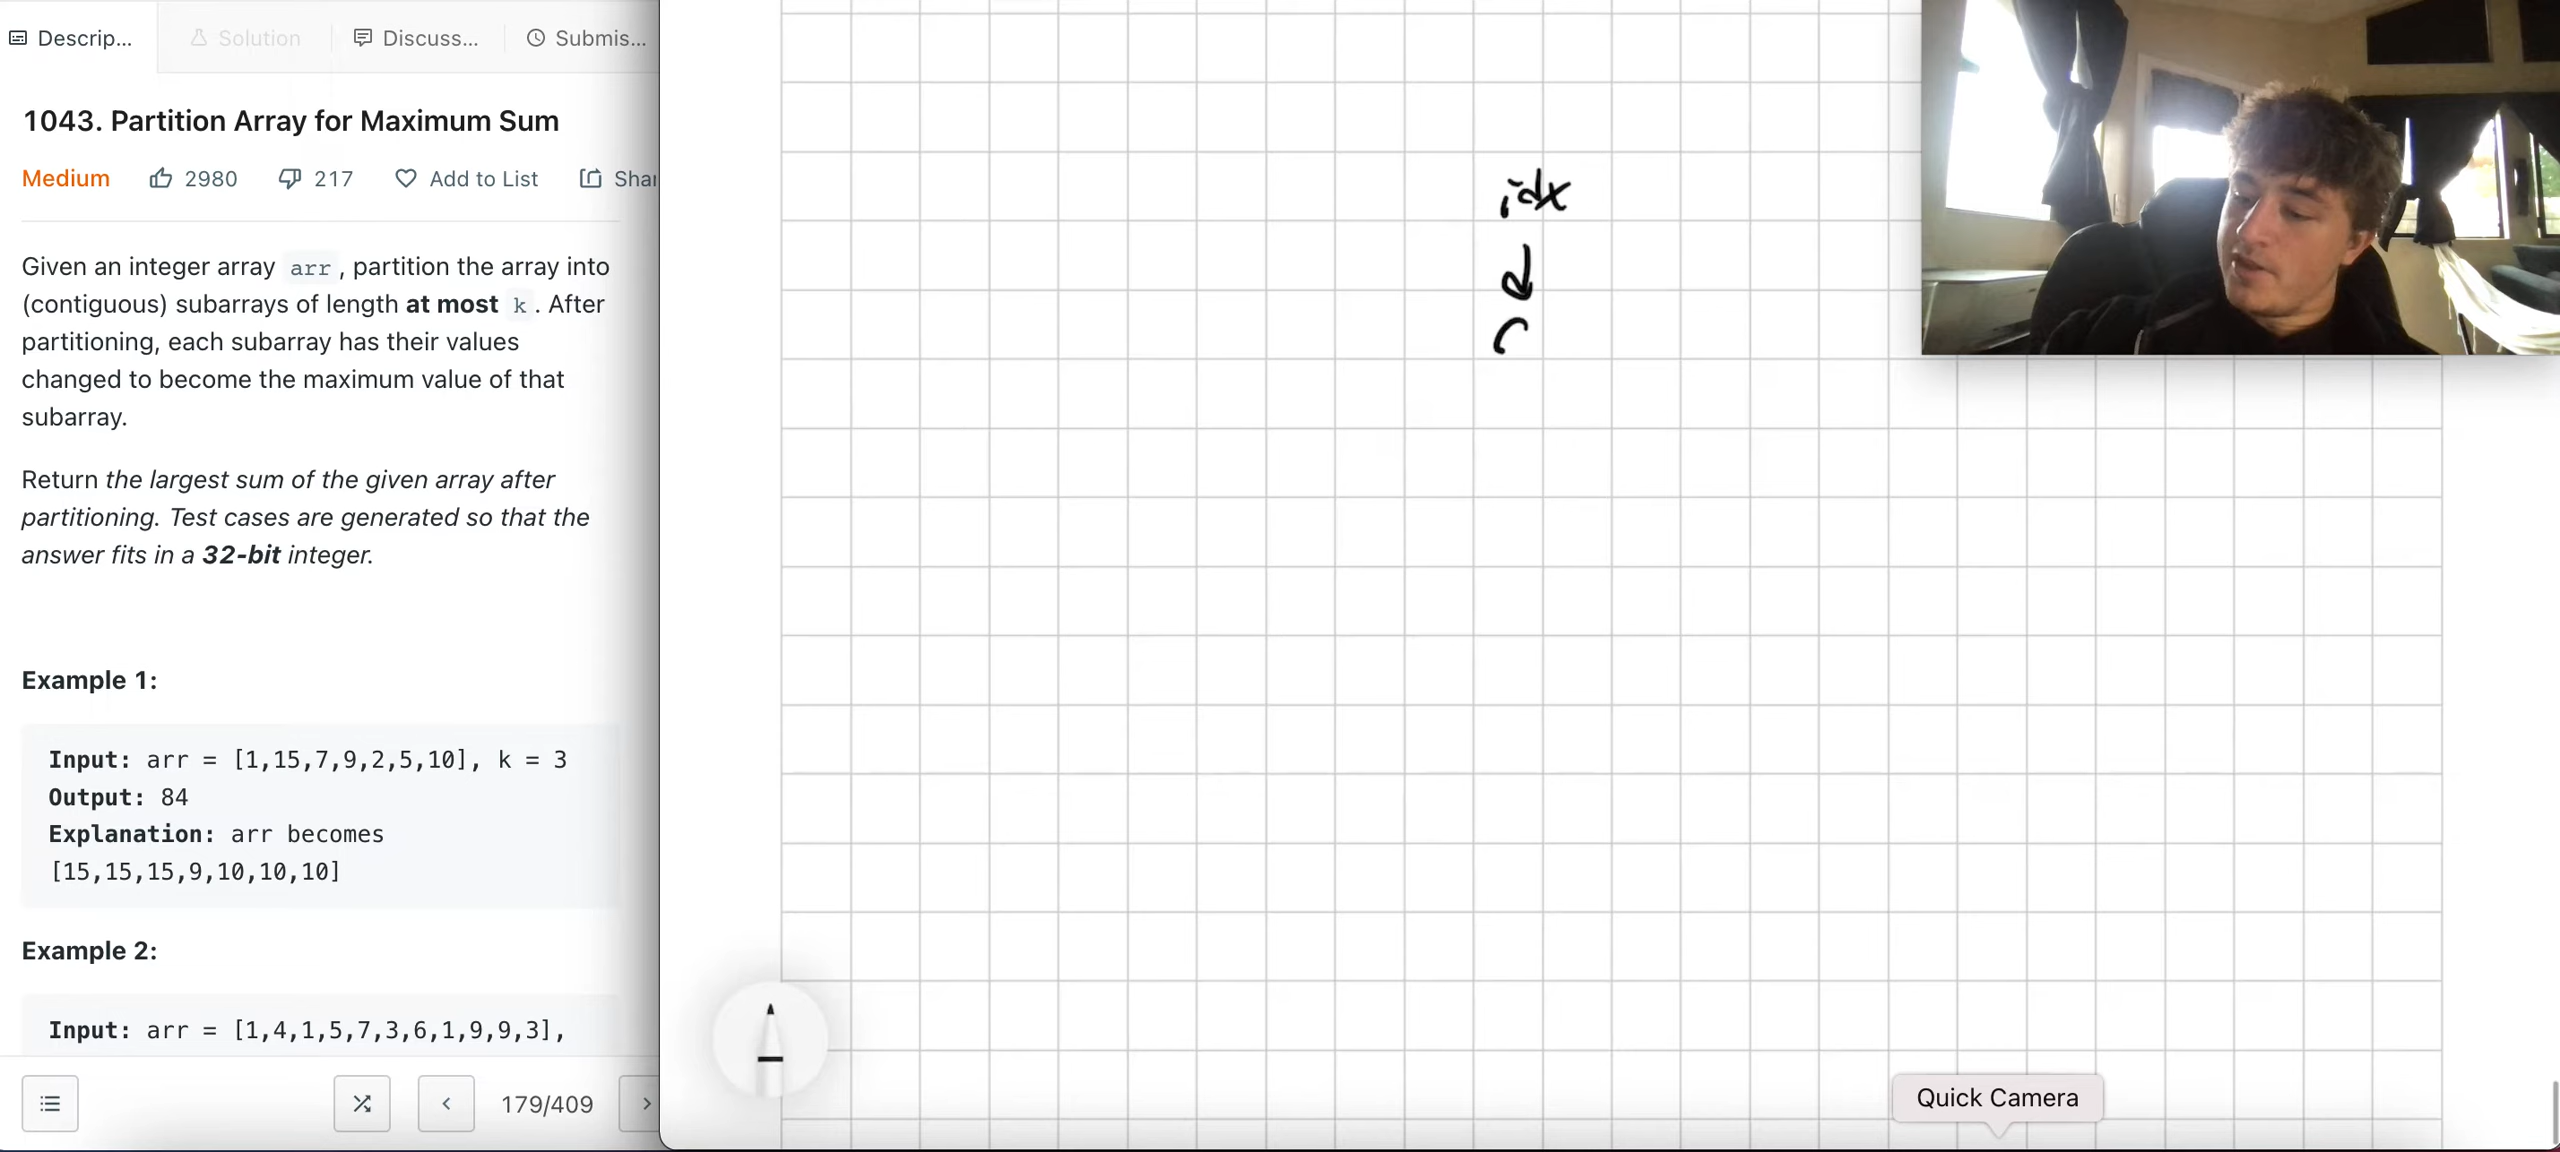 Descrip...
Solution
Discuss...
Submis...
1043. Partition Array for Maximum Sum
Medium 2980 217 Add to List Shar
Given an integer array arr , partition the array into
(contiguous) subarrays of length at most k . After
partitioning, each subarray has their values
changed to become the maximum value of that
subarray.
Return the largest sum of the given array after
partitioning. Test cases are generated so that the
answer fits in a 32-bit integer.
Example 1:
Input: arr = [1,15,7,9,2,5,10], k = 3
Output: 84
Explanation: arr becomes
[15,15,15,9,10,10,10]
Example 2:
Input: arr = [1,4,1,5,7,3,6,1,9,9,3],
179/409
idx
Quick Camera